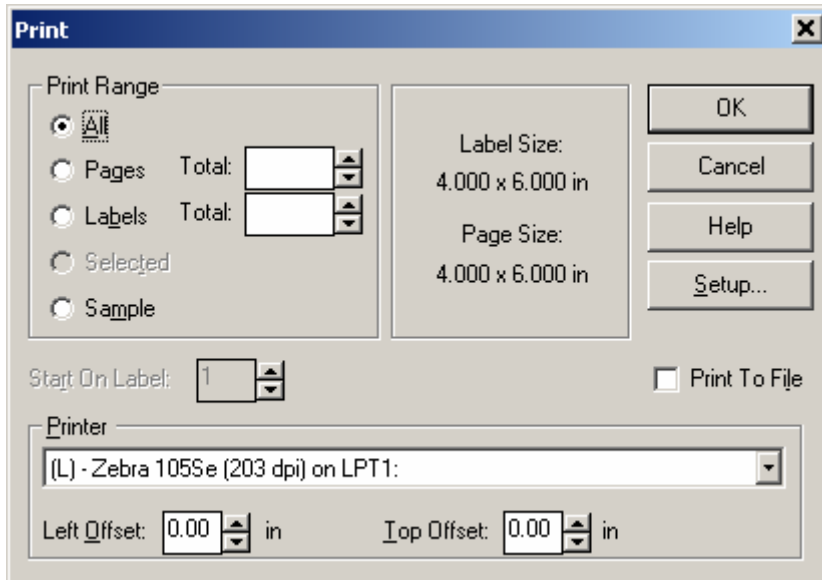 Print
Print Range
All
Pages Total:
Labels Total:
Selected
Sample
Label Size:
4.000 x 6.000 in
Page Size:
4.000 x 6.000 in
OK
Cancel
Help
Setup...
Start On Label: 1
Print To File
Printer
(L) - Zebra 105Se (203 dpi) on LPT1:
Left Offset: 0.00 in Top Offset: 0.00 in